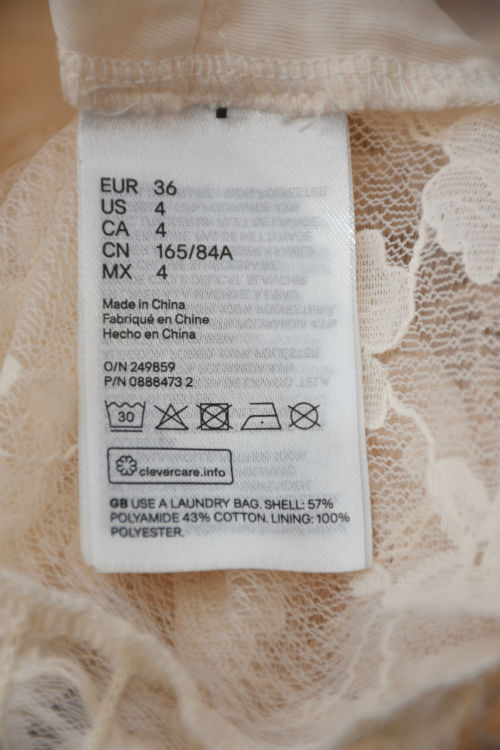 EUR 36
US 4
CA 4
CN 165/84A
MX 4
Made in China
Fabriqué en Chine
Hecho en China
O/N 249859
P/N 0888473 2
30
clevercare.info
GB USE A LAUNDRY BAG. SHELL: 57%
POLYAMIDE 43% COTTON. LINING: 100%
POLYESTER.